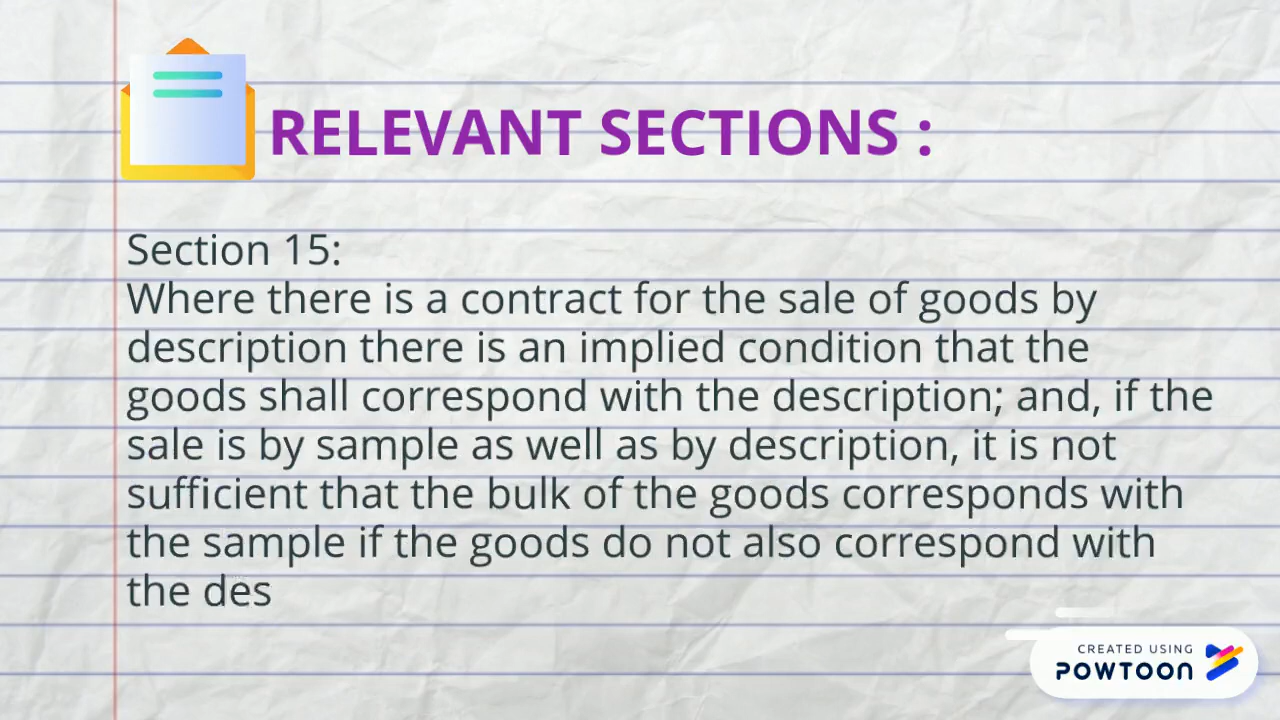 RELEVANT SECTIONS :
Section 15:
Where there is a contract for the sale of goods by
description there is an implied condition that the
goods shall correspond with the description; and, if the
sale is by sample as well as by description, it is not
sufficient that the bulk of the goods corresponds with
the sample if the goods do not also correspond with
the des
CREATED USING
POWTOON